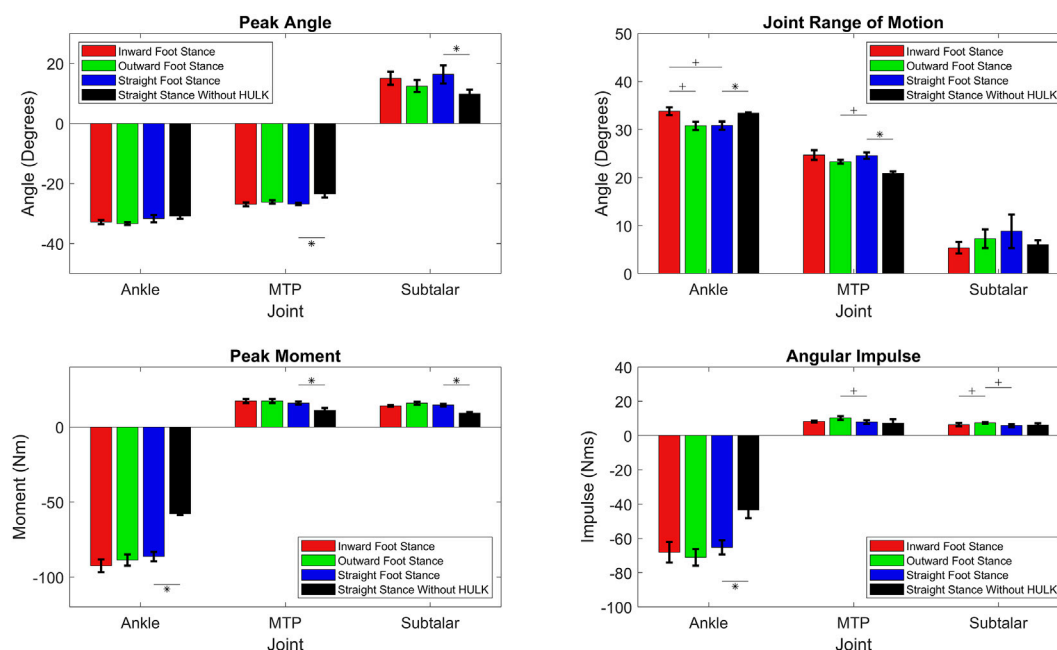 Peak Angle
Inward Foot Stance
Outward Foot Stance
Straight Foot Stance
Straight Stance Without HULK
*
*
20
0
-20
-40
Angle (Degrees)
Ankle
MTP
Subtalar
Joint
Joint Range of Motion
Inward Foot Stance
Outward Foot Stance
Straight Foot Stance
Straight Stance Without HULK
+
+
*
+
*
50
40
30
20
10
0
Angle (Degrees)
Ankle
MTP
Subtalar
Joint
Peak Moment
*
*
*
0
-50
-100
Moment (Nm)
Inward Foot Stance
Outward Foot Stance
Straight Foot Stance
Straight Stance Without HULK
Ankle
MTP
Subtalar
Joint
Angular Impulse
+
+
+
*
40
20
0
-20
-40
-60
-80
-100
Impulse (Nms)
Inward Foot Stance
Outward Foot Stance
Straight Foot Stance
Straight Stance Without HULK
Ankle
MTP
Subtalar
Joint